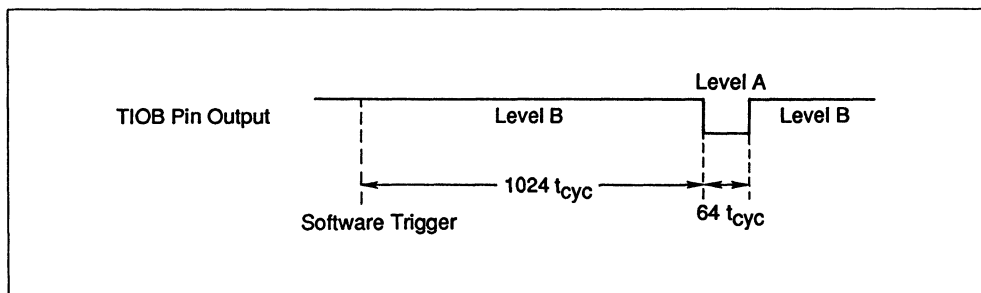 Level A
TIOB Pin Output
Level B
Level B
1024 tcyc
64 tcyc
Software Trigger